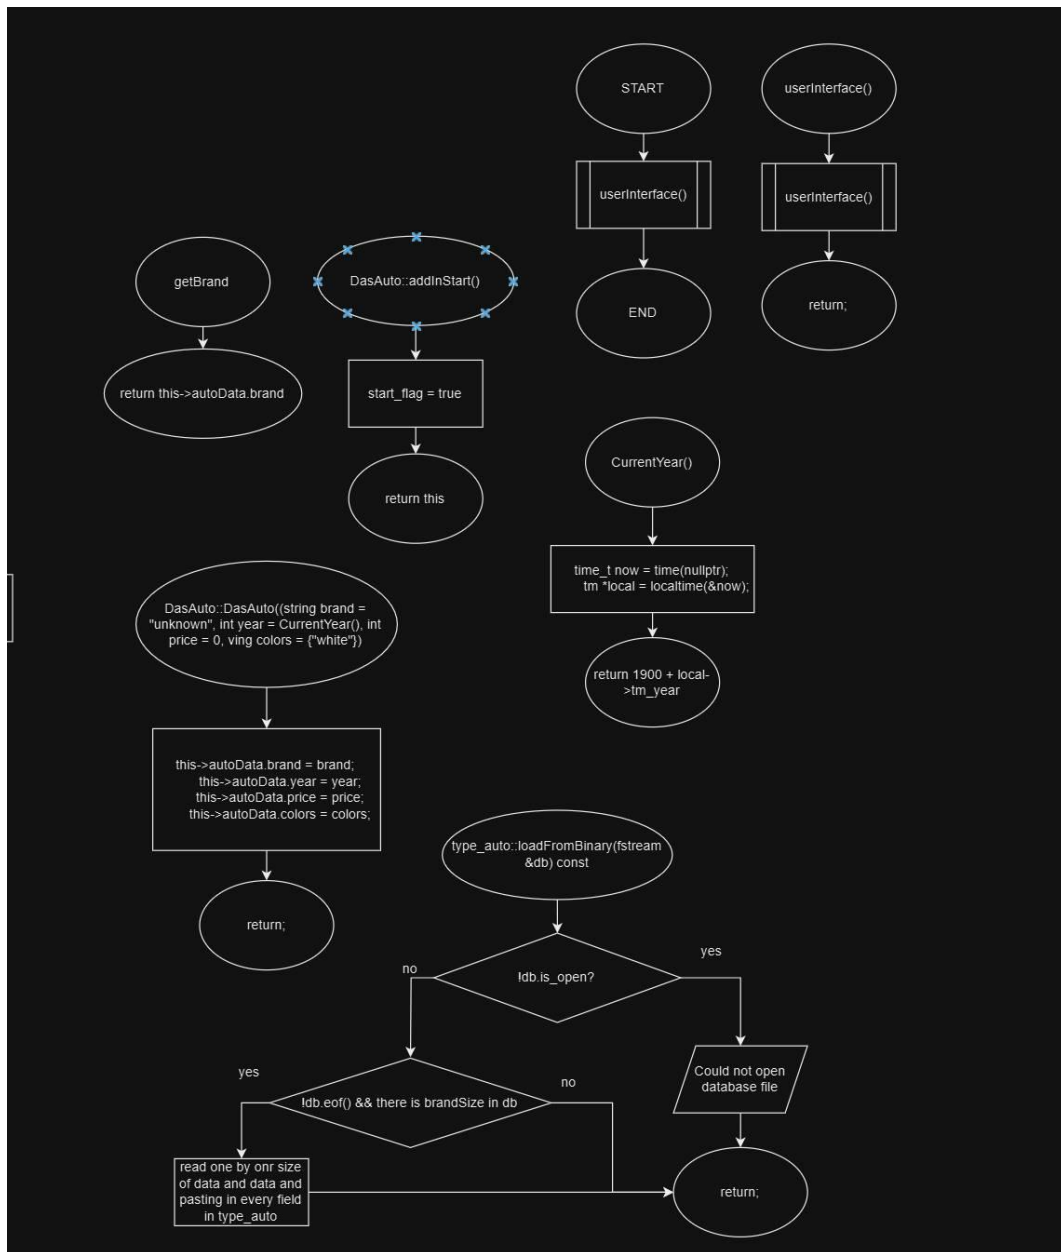 START
userInterface()
userInterface()
userInterface()
END
return;
getBrand
return this->autoData.brand
DasAuto::addInStart()
start_flag = true
return this
CurrentYear()
time_t now = time(nullptr);
tm *local = localtime(&now);
return 1900 + local-
>tm_year
DasAuto::DasAuto((string brand =
"unknown", int year = CurrentYear(), int
price = 0, ving colors = {"white"})
this->autoData.brand = brand;
this->autoData.year = year;
this->autoData.price = price;
this->autoData.colors = colors;
return;
type_auto::loadFromBinary(fstream
&db) const
!db.is_open?
no
yes
Could not open
database file
!db.eof() && there is brandSize in db
yes
no
read one by onr size
of data and data and
pasting in every field
in type_auto
return;